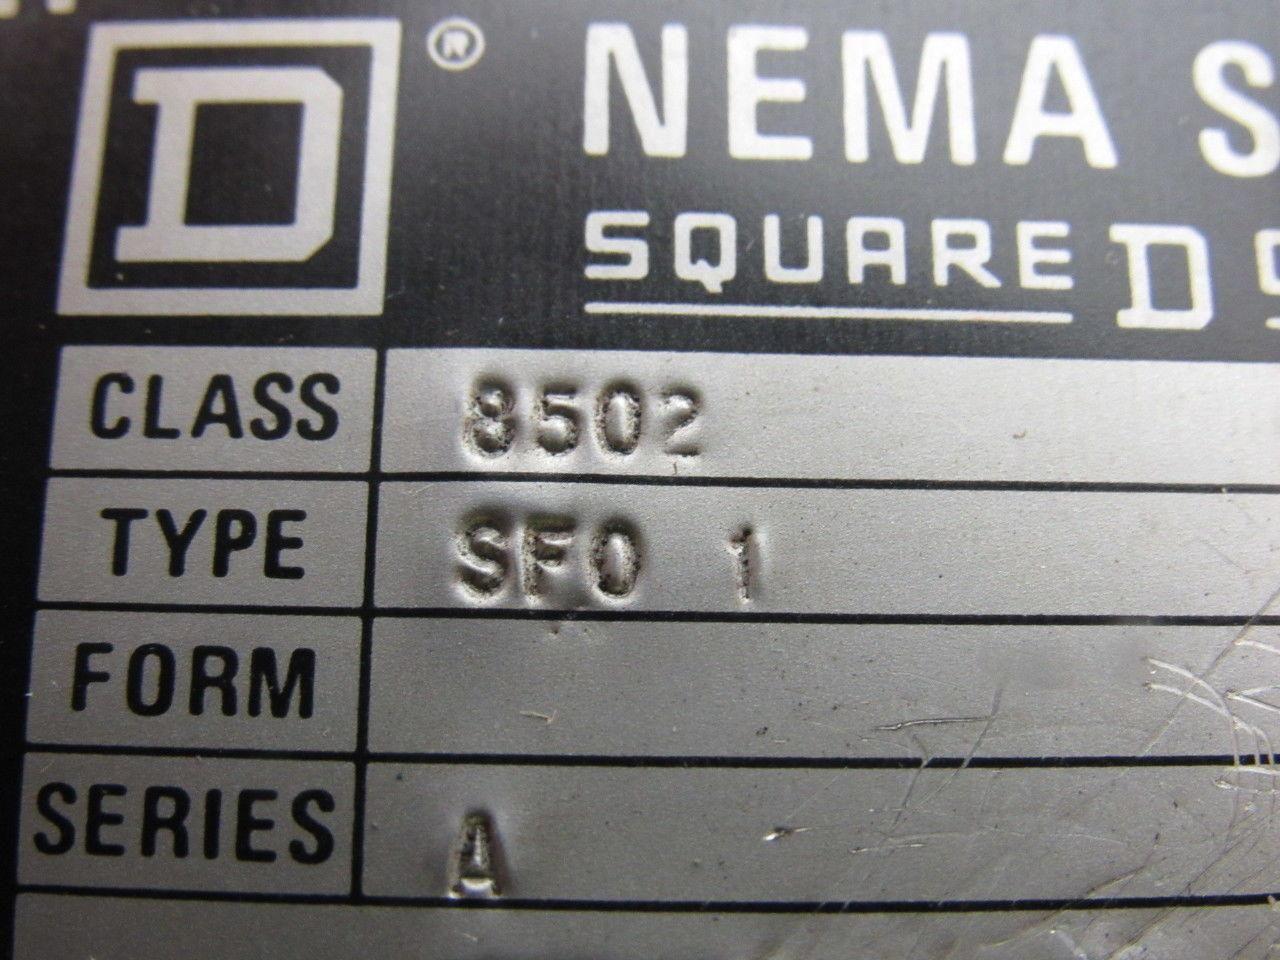 D ®
NEMA S
SQUARE D
CLASS 8502
TYPE SFO 1
FORM
SERIES A